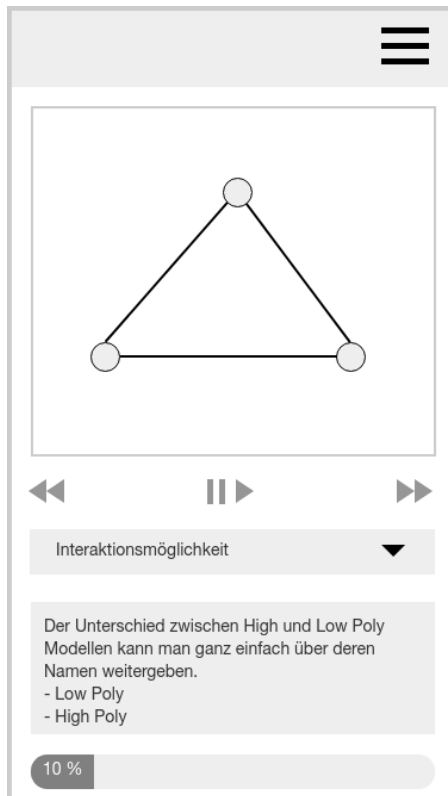 Interaktionsmöglichkeit
Der Unterschied zwischen High und Low Poly
Modellen kann man ganz einfach über deren
Namen weitergeben.
- Low Poly
- High Poly
10 %